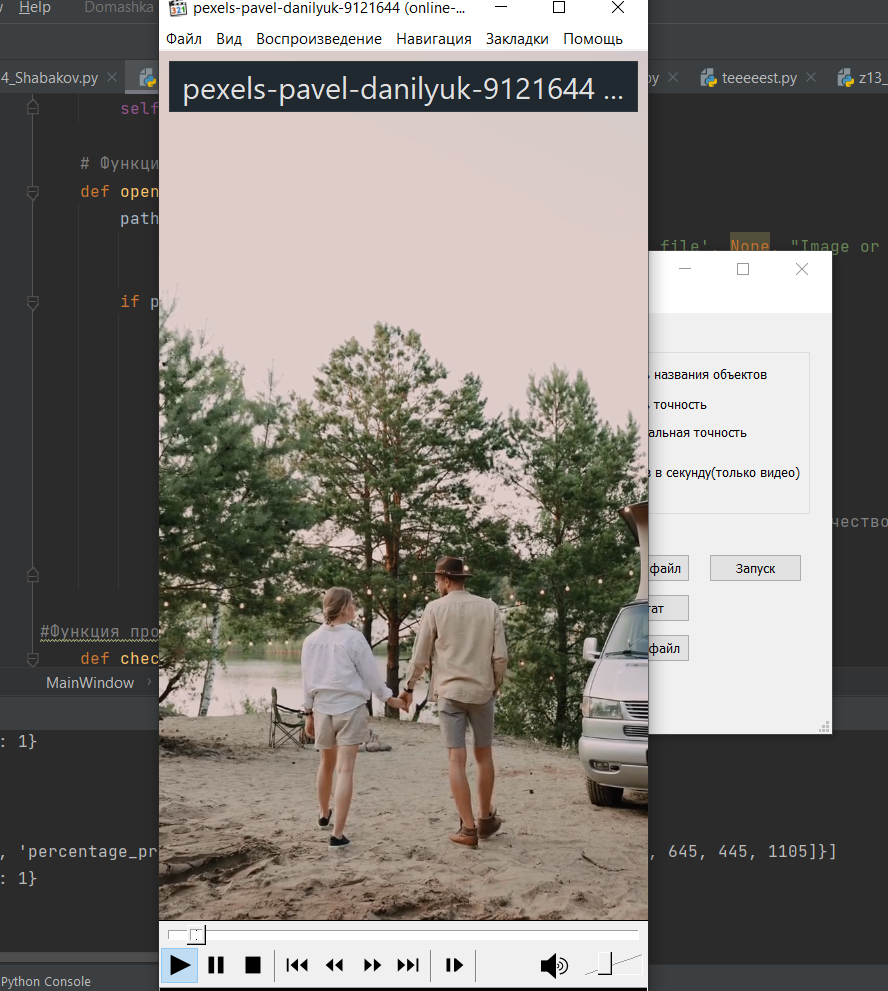 Help Domashka
pexels-pavel-danilyuk-9121644 (online-...
Файл Вид Воспроизведение Навигация Закладки Помощь
4_Shabakov.py teeeeest.py z13_
pexels-pavel-danilyuk-9121644 ...
self
# Функци
def open
path
file', None, "Image or
if p
названия объектов
точность
альная точность
в секунду(только видео)
чество
файл Запуск
тат
файл
#Функция про
def chec
MainWindow
: 1}
, 'percentage_pr , 645, 445, 1105]}]
: 1}
Python Console